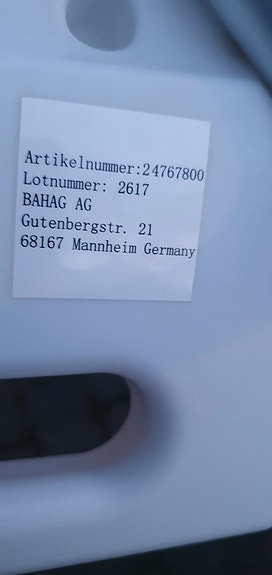 Artikelnummer:24767800
Lotnummer: 2617
BAHAG AG
Gutenbergstr. 21
68167 Mannheim Germany